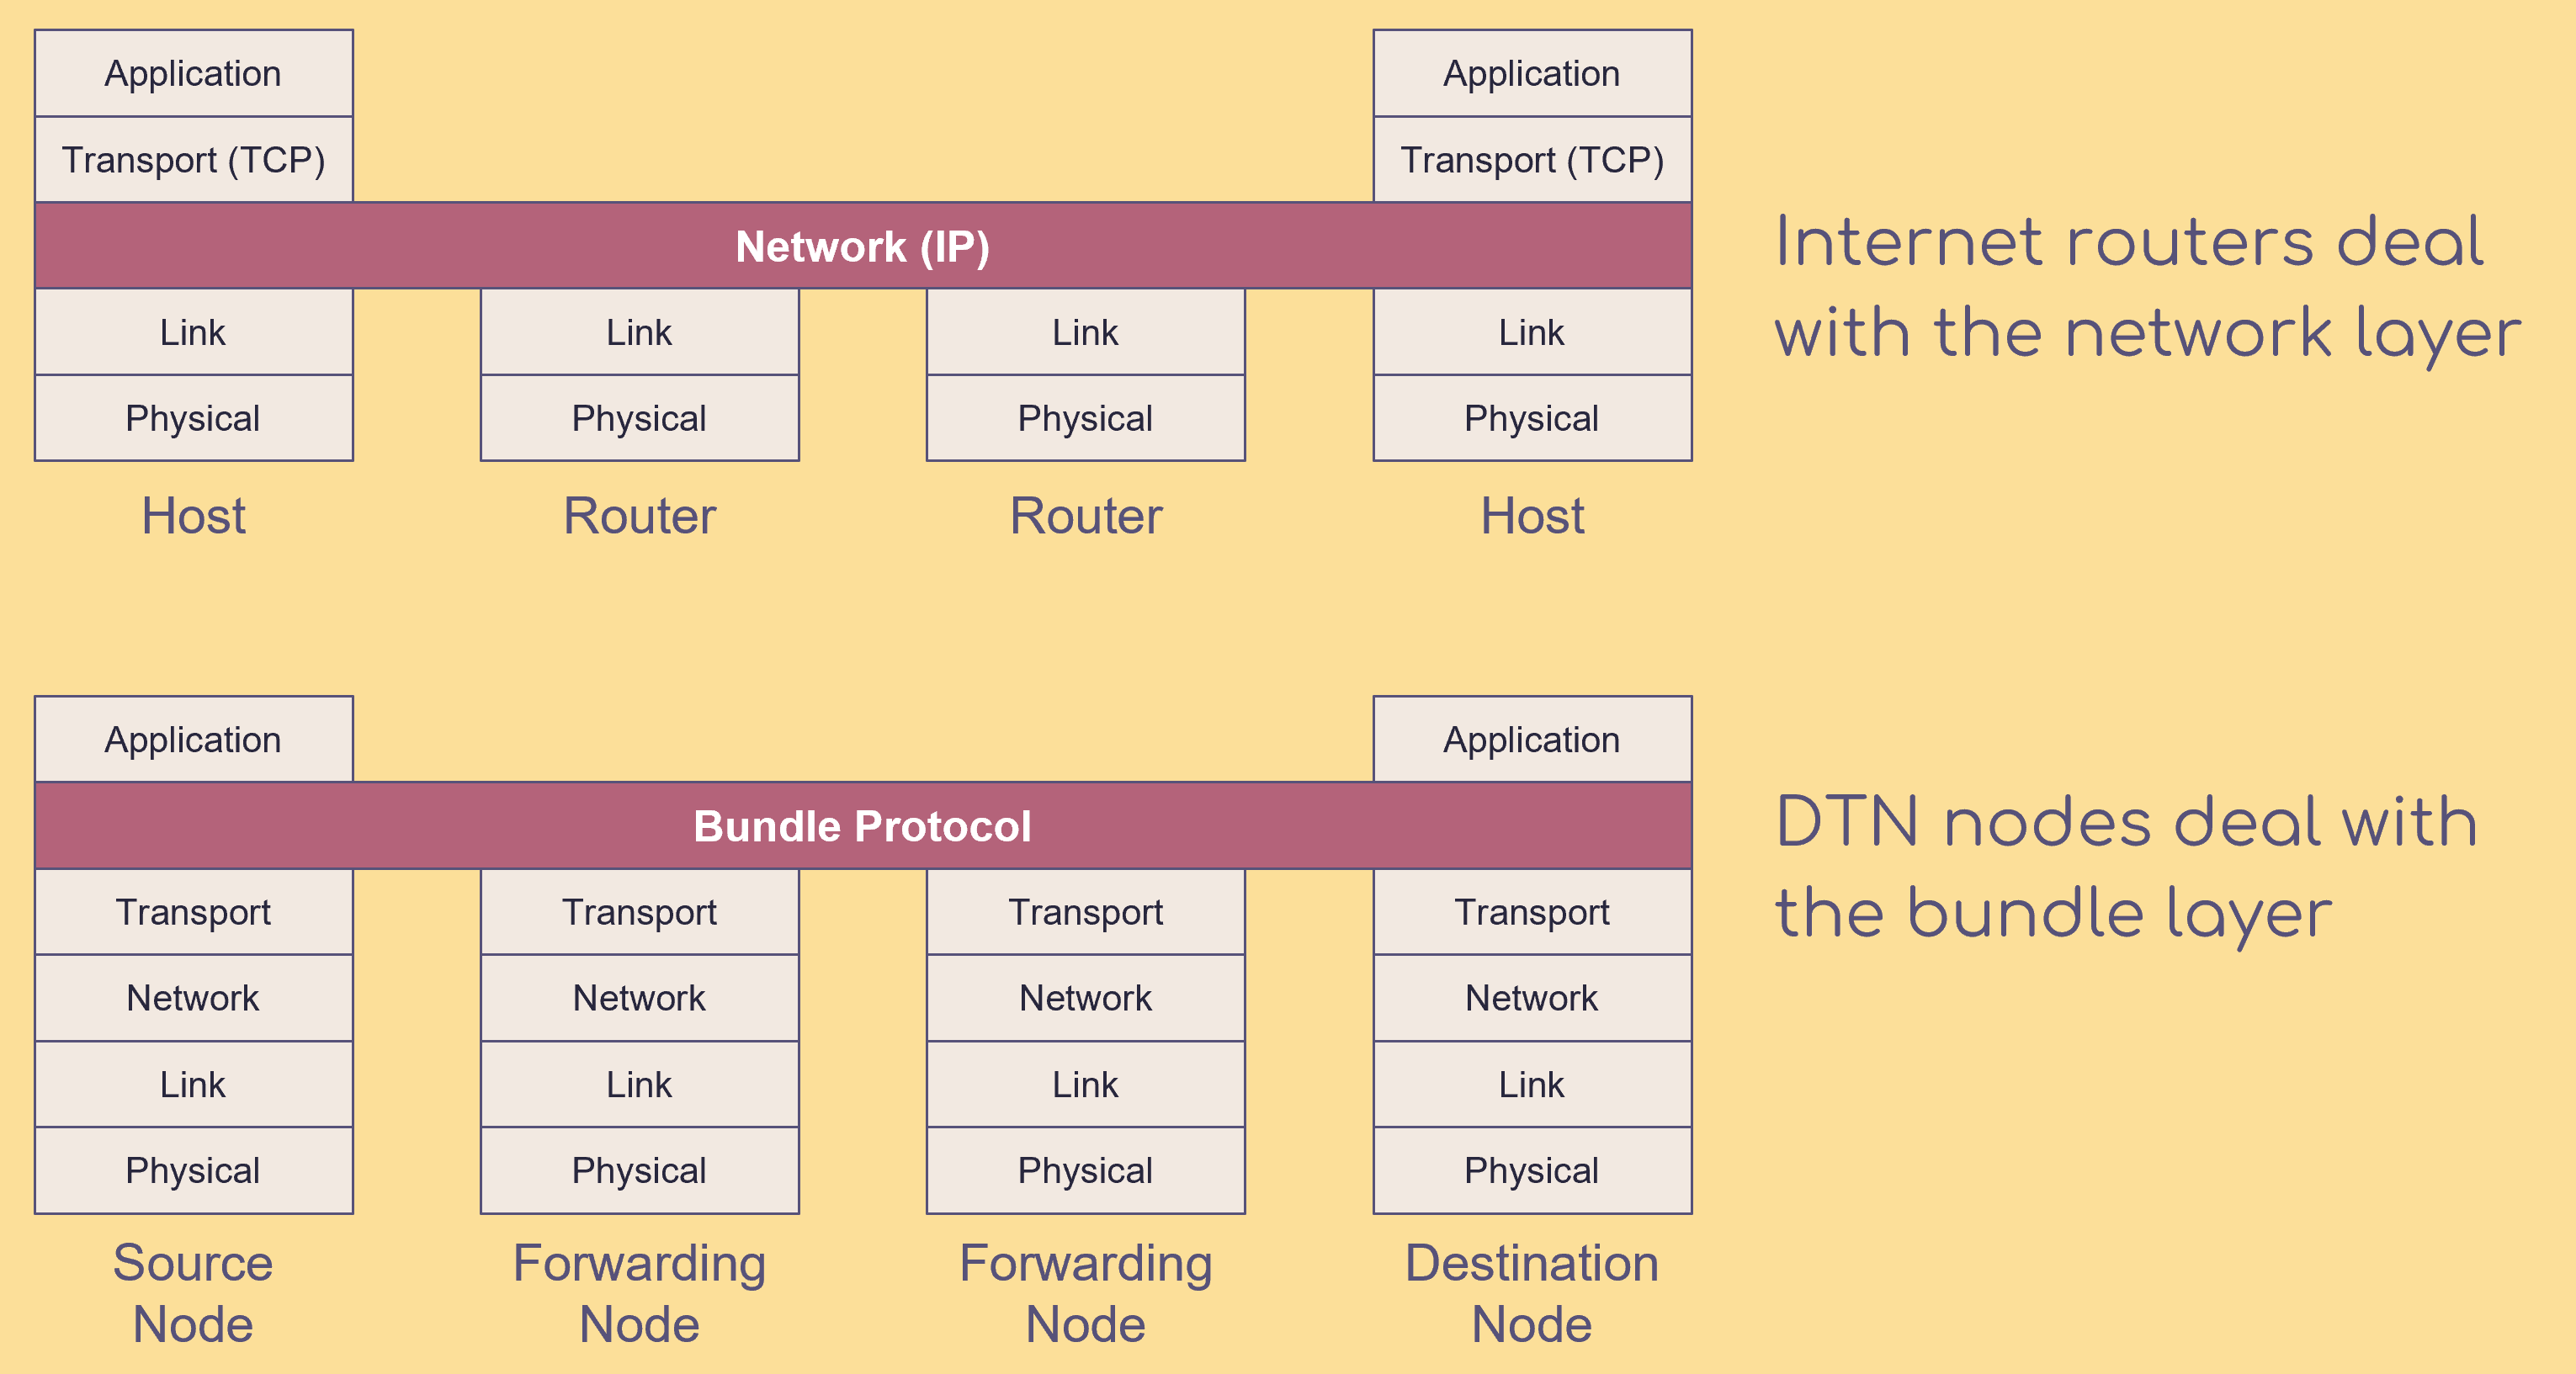 Application
Application
Transport (TCP)
Transport (TCP)
Network (IP)
Internet routers deal
with the network layer
Link
Link
Link
Link
Physical
Physical
Physical
Physical
Host
Router
Router
Host
Application
Application
Bundle Protocol
DTN nodes deal with
the bundle layer
Transport
Transport
Transport
Transport
Network
Network
Network
Network
Link
Link
Link
Link
Physical
Physical
Physical
Physical
Source
Node
Forwarding
Node
Forwarding
Node
Destination
Node